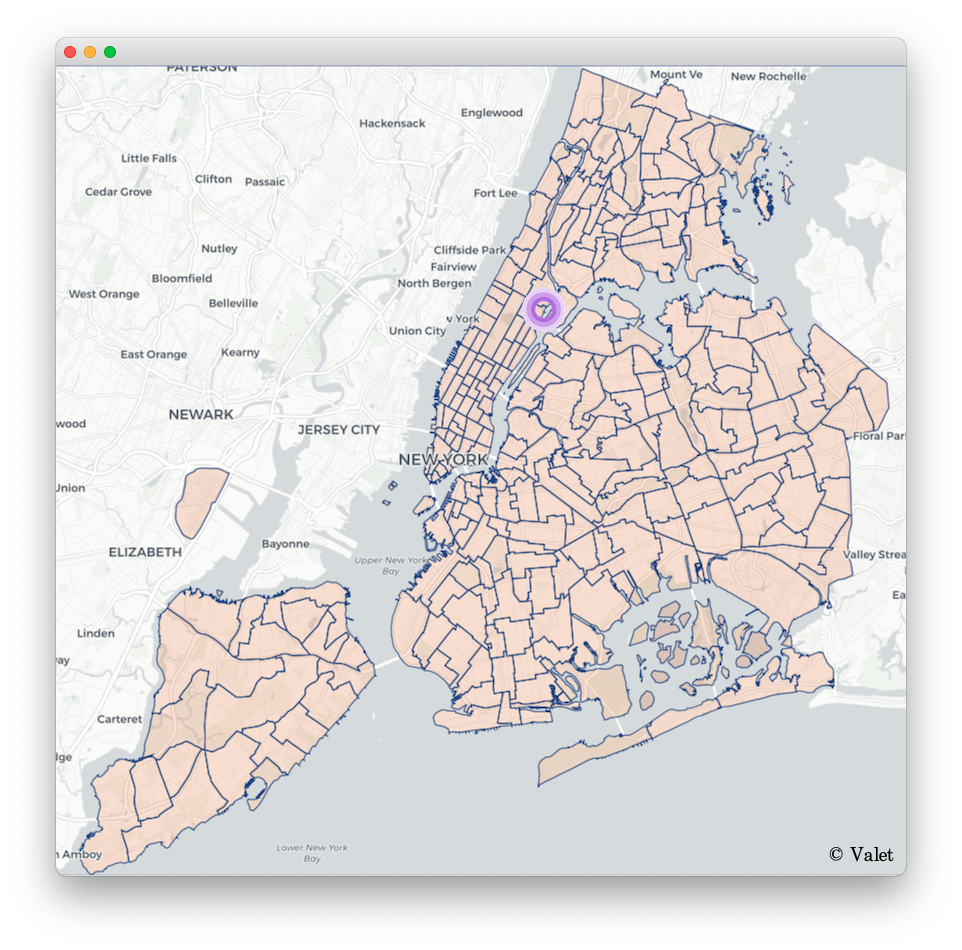 PATERSON
Mount Ve
New Rochelle
Englewood
Hackensack
Little Falls
Clifton
Passaic
Cedar Grove
Fort Lee
Nutley
Cliffside Park
Fairview
Bloomfield
North Bergen
West Orange
Belleville
w York
Union City
East Orange
Kearny
NEWARK
wood
JERSEY CITY
Floral Par
NEW YORK
Union
Bayonne
ELIZABETH
Upper New York
Bay
Valley Strea
Ea
Linden
way
Carteret
dge
Lower New York
Bay
h Amboy
© Valet